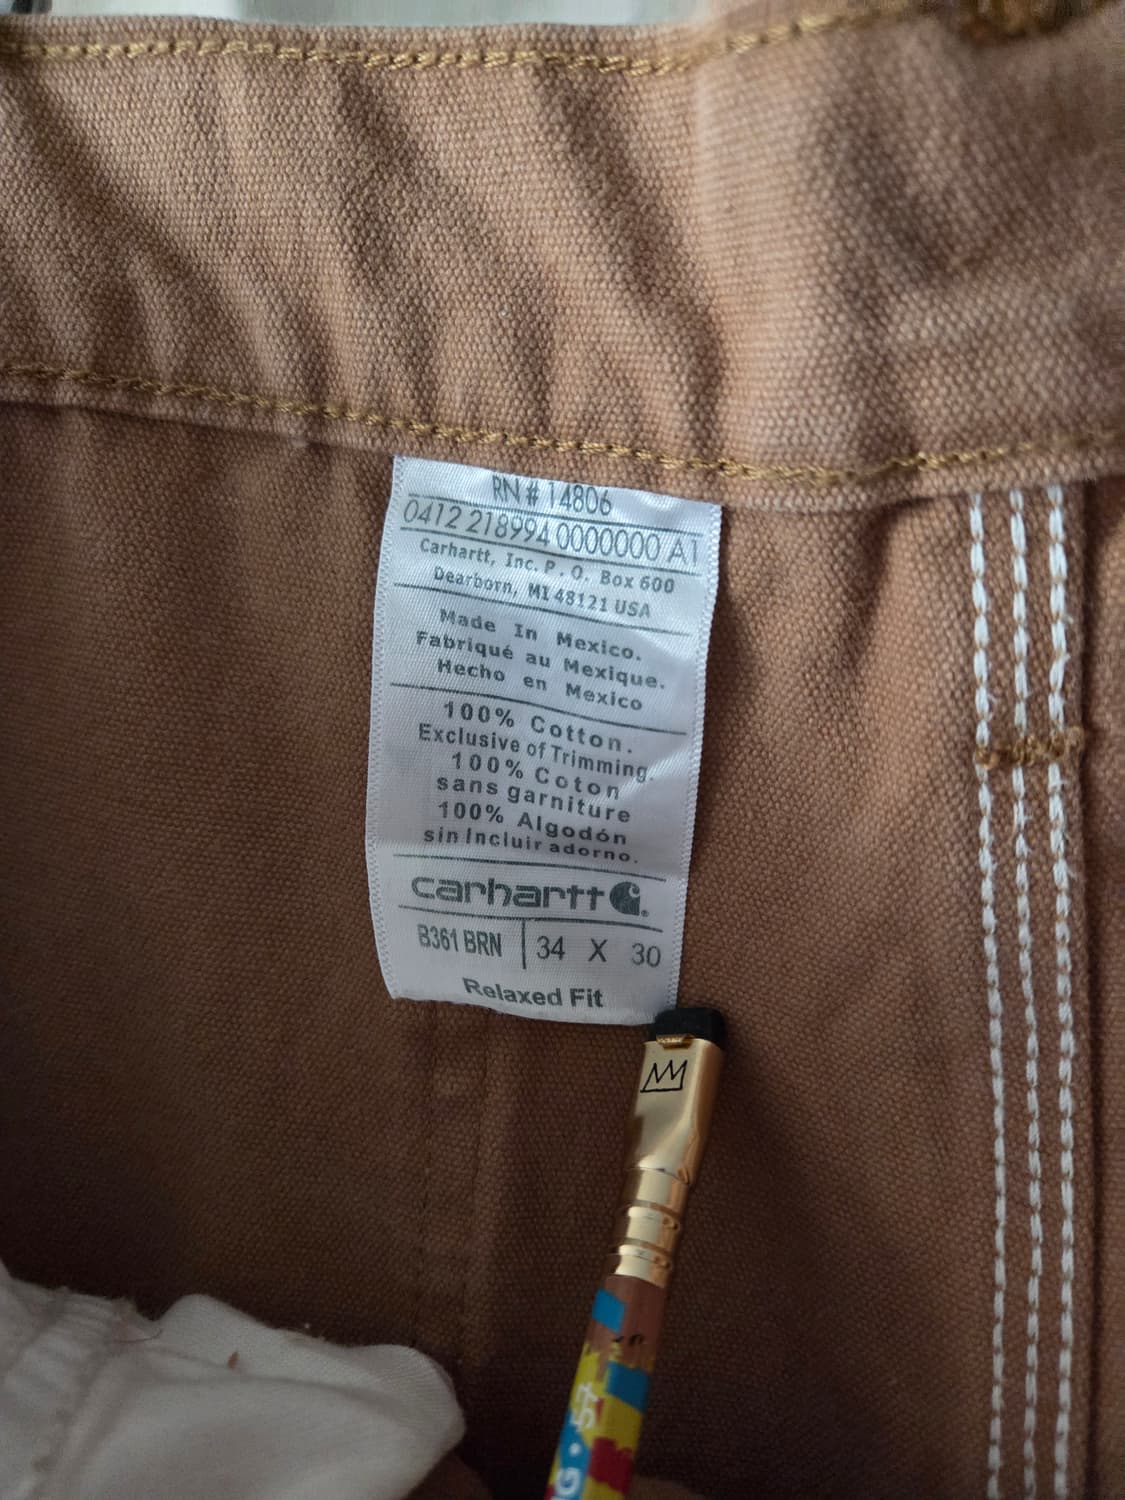 RN # 14806
0412 218994 0000000 A1
Carhartt, Inc. P. O. Box 600
Dearborn, MI 48121 USA
Made In Mexico.
Fabriqué au Mexique.
Hecho en Mexico
100% Cotton.
Exclusive of Trimming.
100% Coton
sans garniture
100% Algodón
sin Incluir adorno.
carhartt
B361 BRN 34 X 30
Relaxed Fit
G • 57